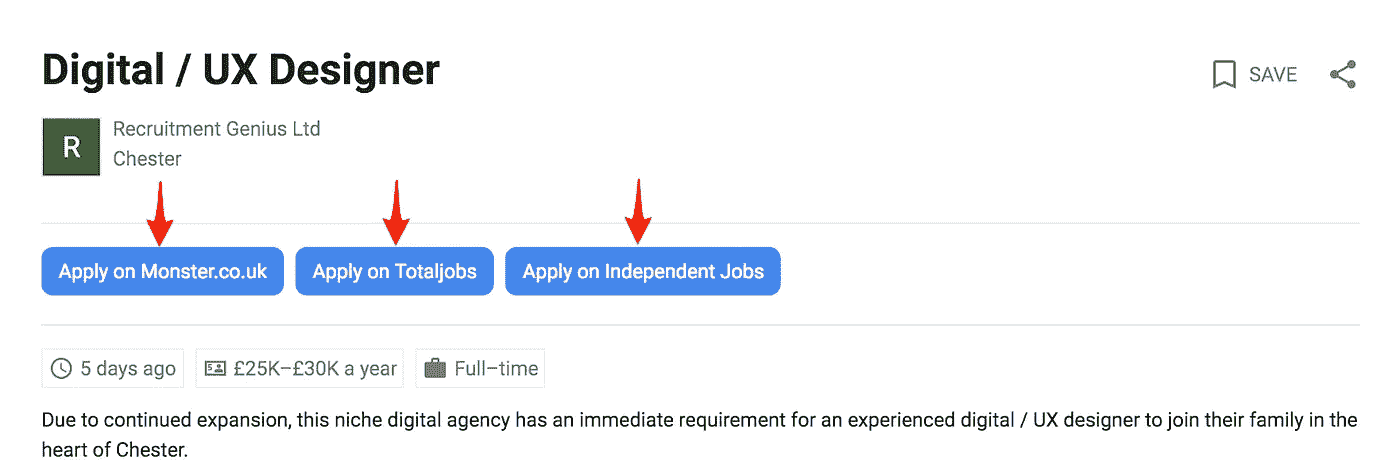 Digital / UX Designer
SAVE
R
Recruitment Genius Ltd
Chester
Apply on Monster.co.uk
Apply on Totaljobs
Apply on Independent Jobs
5 days ago
£25K–£30K a year
Full–time
Due to continued expansion, this niche digital agency has an immediate requirement for an experienced digital / UX designer to join their family in the
heart of Chester.